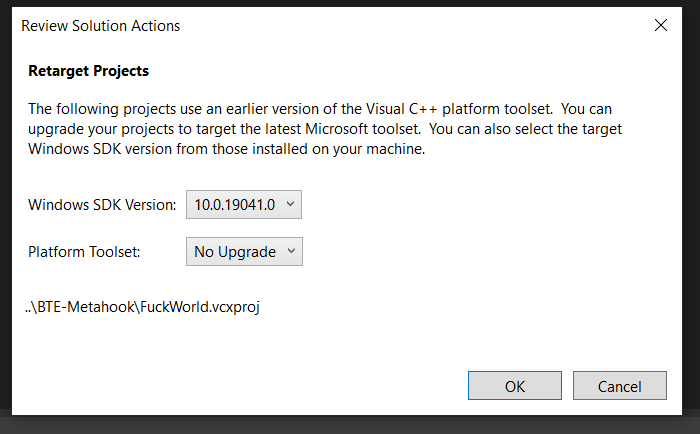 Review Solution Actions
Retarget Projects
The following projects use an earlier version of the Visual C++ platform toolset.  You can
upgrade your projects to target the latest Microsoft toolset.  You can also select the target
Windows SDK version from those installed on your machine.
Windows SDK Version: 10.0.19041.0
Platform Toolset: No Upgrade
..\BTE-Metahook\FuckWorld.vcxproj
OK Cancel